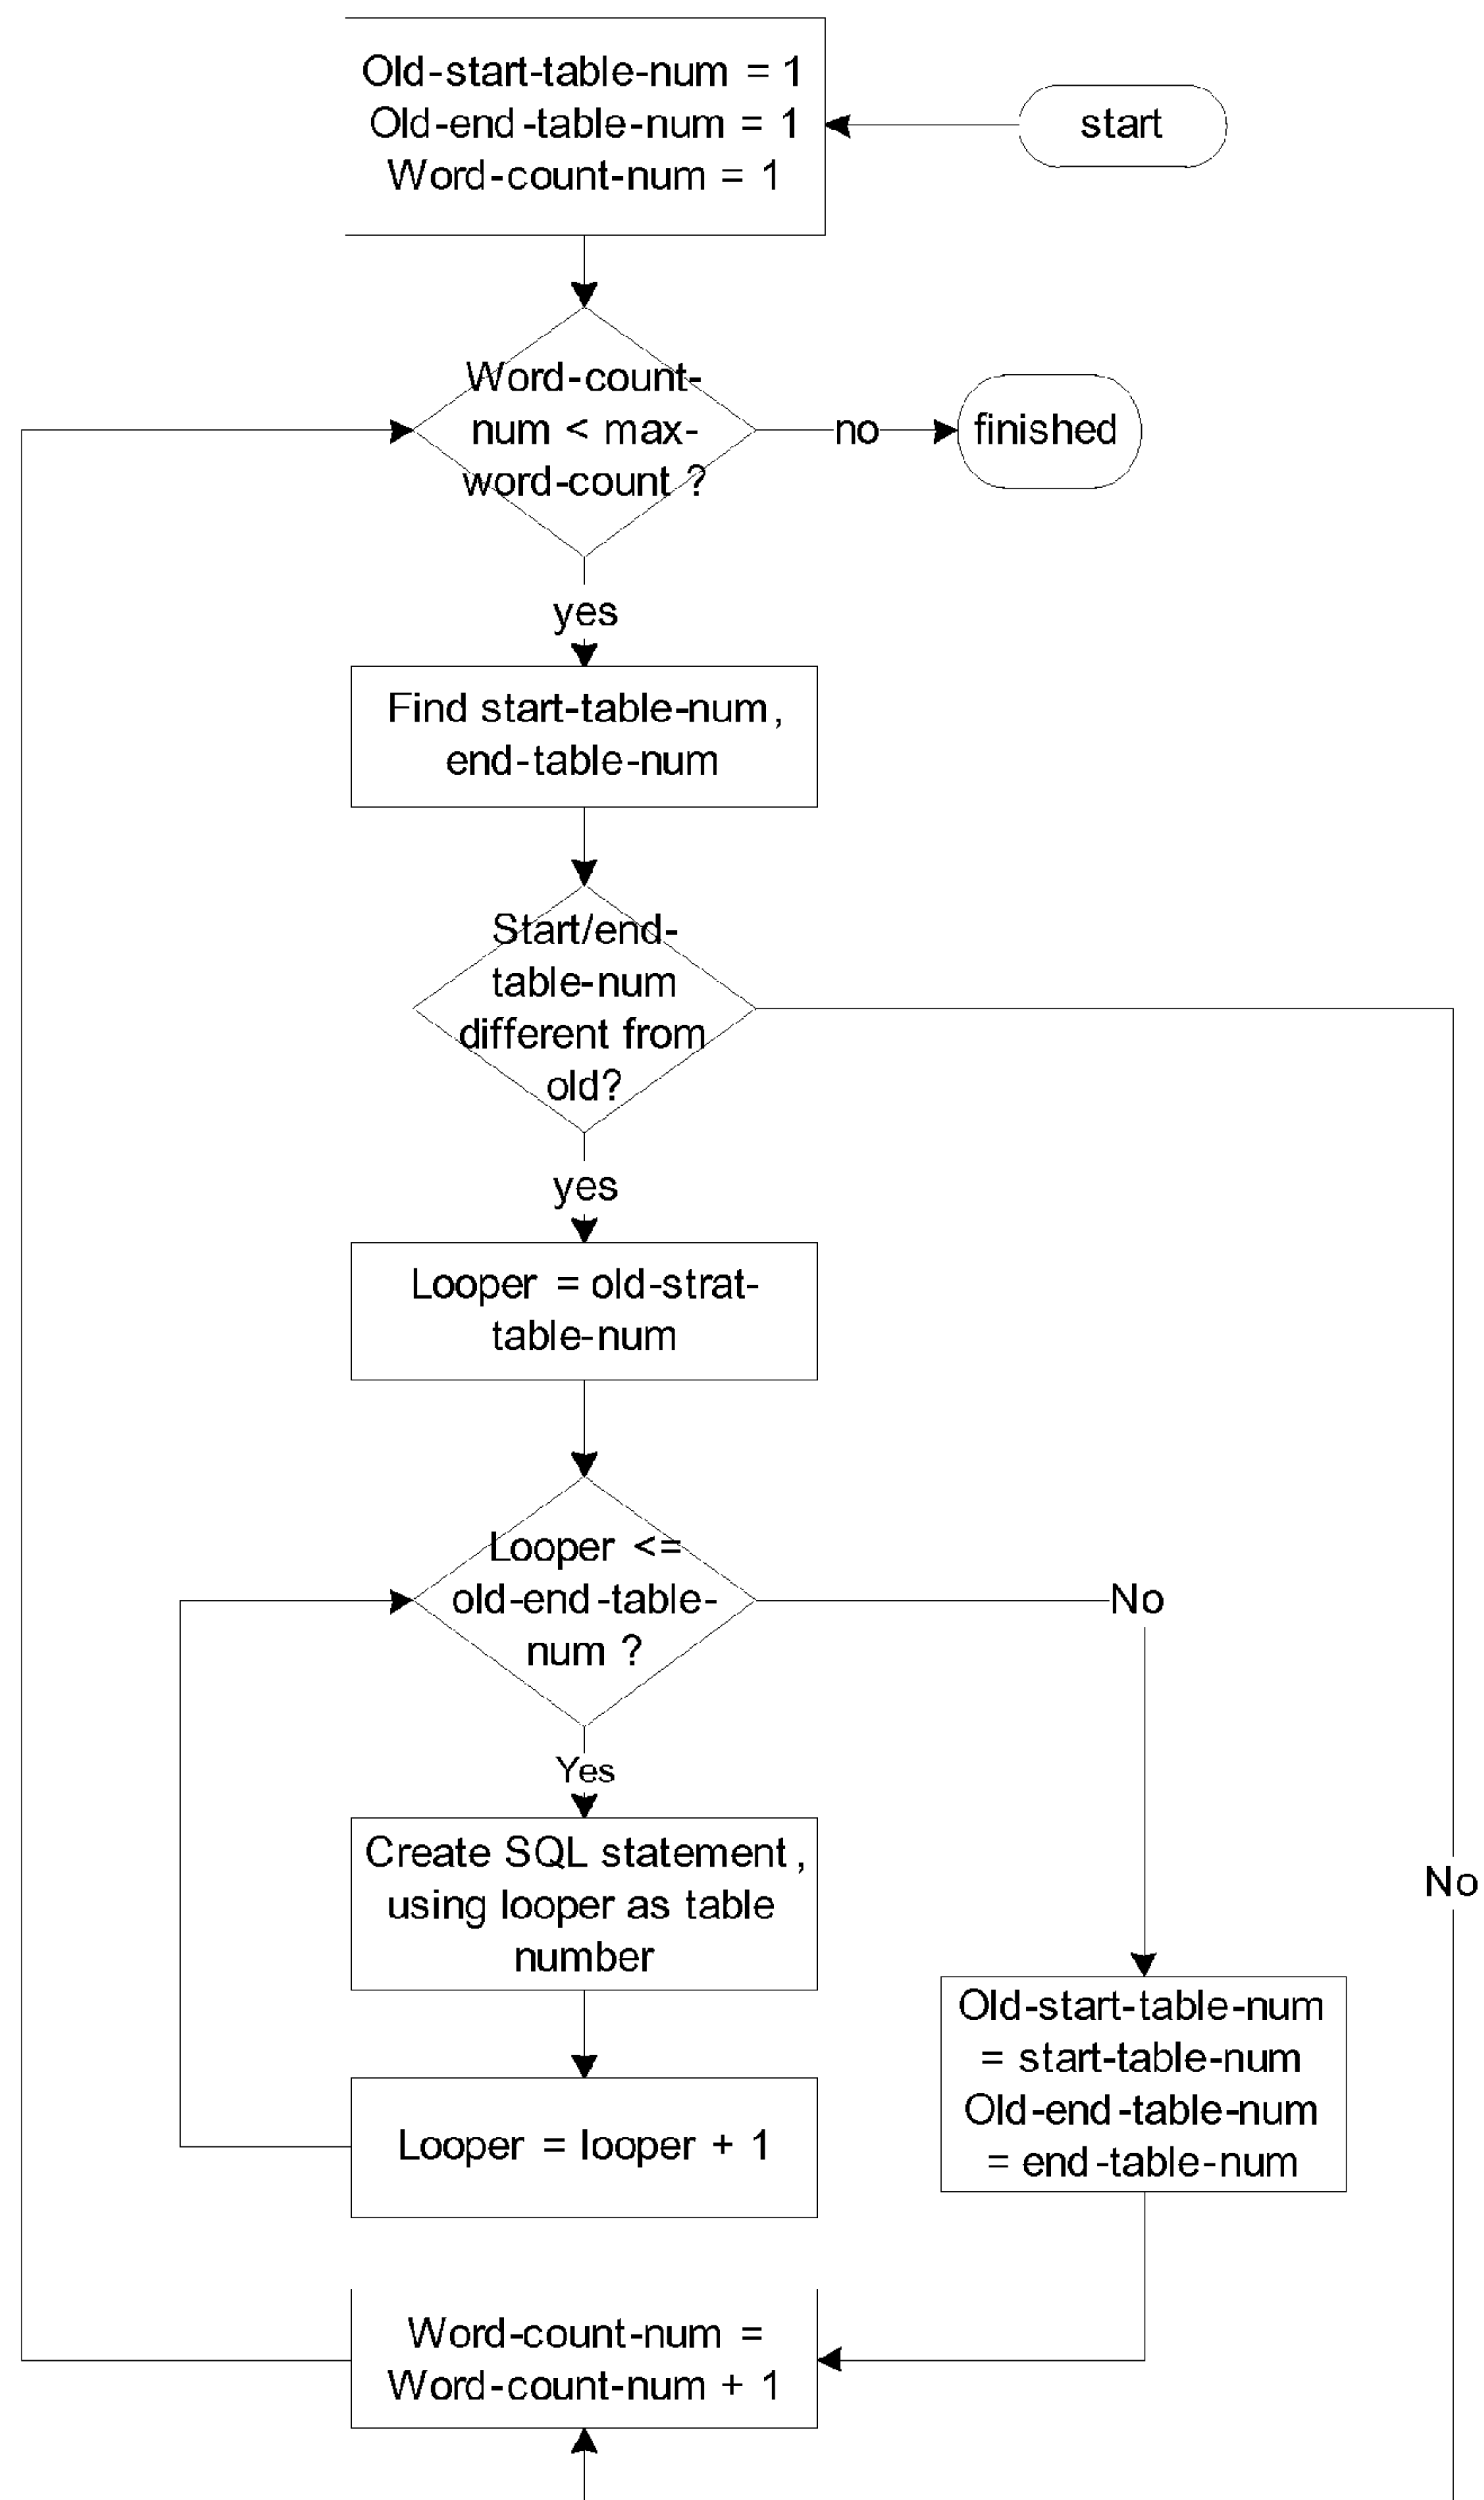 Old-start-table-num = 1
Old-end-table-num = 1
Word-count-num = 1
start
Word-count-
num < max-
word-count ?
no
finished
yes
Find start-table-num,
end-table-num
Start/end-
table-num
different from
old?
yes
Looper = old-strat-
table-num
Looper <=
old-end-table-
num ?
No
Yes
Create SQL statement,
using looper as table
number
No
Old-start-table-num
= start-table-num
Old-end-table-num
= end-table-num
Looper = looper + 1
Word-count-num =
Word-count-num + 1